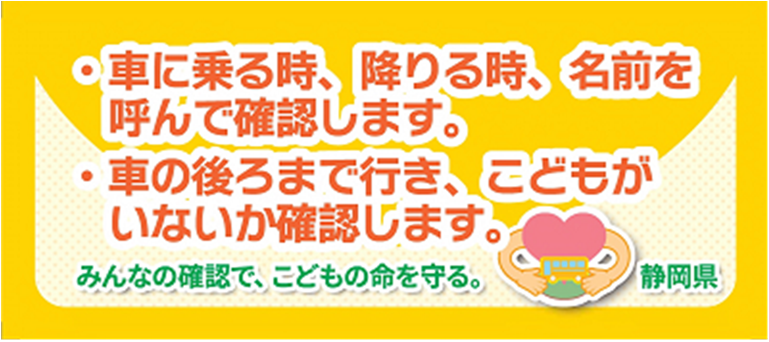 ・車に乗る時、降りる時、名前を
呼んで確認します。
・車の後ろまで行き、こどもが
いないか確認します。
みんなの確認で、こどもの命を守る。
静岡県